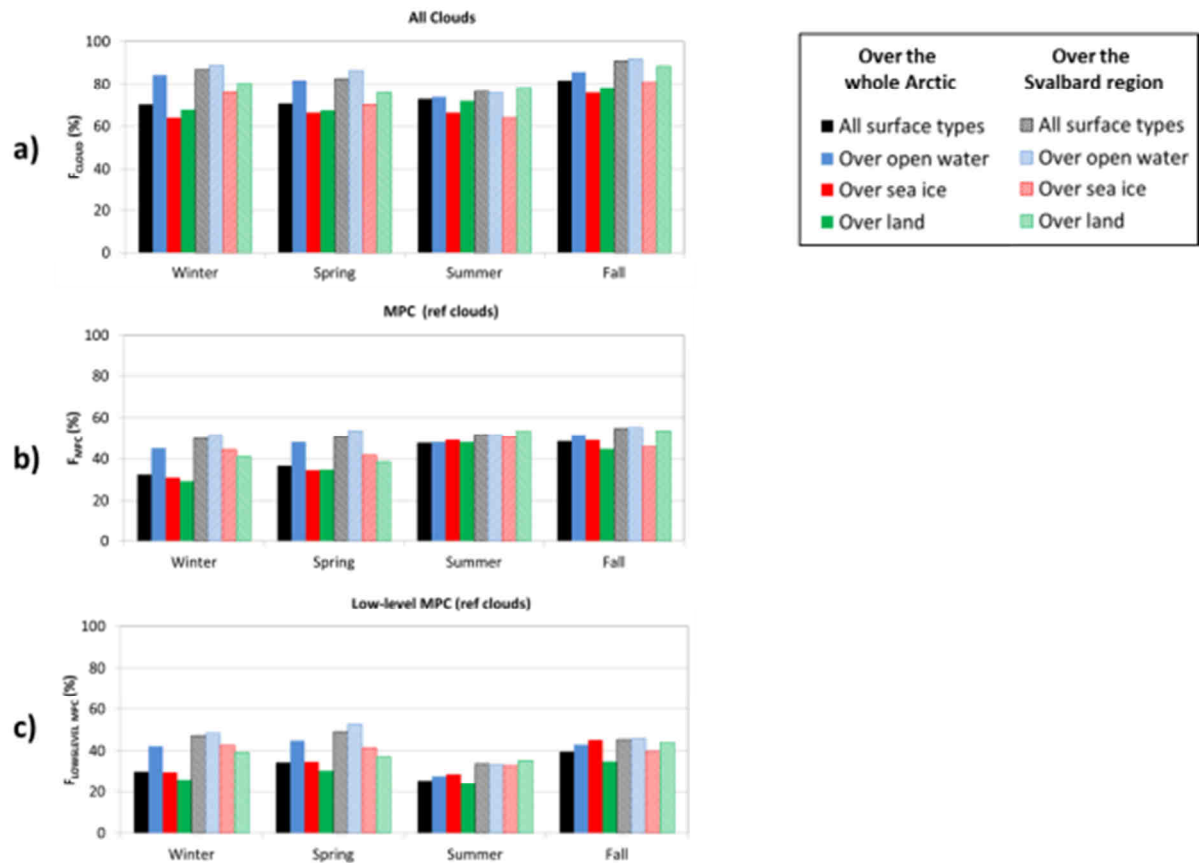 All Clouds
a)
F_CLOUD (%)
100
80
60
40
20
0
Winter Spring Summer Fall
Over the whole Arctic
All surface types
Over open water
Over sea ice
Over land
Over the Svalbard region
All surface types
Over open water
Over sea ice
Over land
MPC (ref clouds)
b)
F_MPC (%)
100
80
60
40
20
0
Winter Spring Summer Fall
Low-level MPC (ref clouds)
c)
F_LOWSLEVEL MPC (%)
100
80
60
40
20
0
Winter Spring Summer Fall